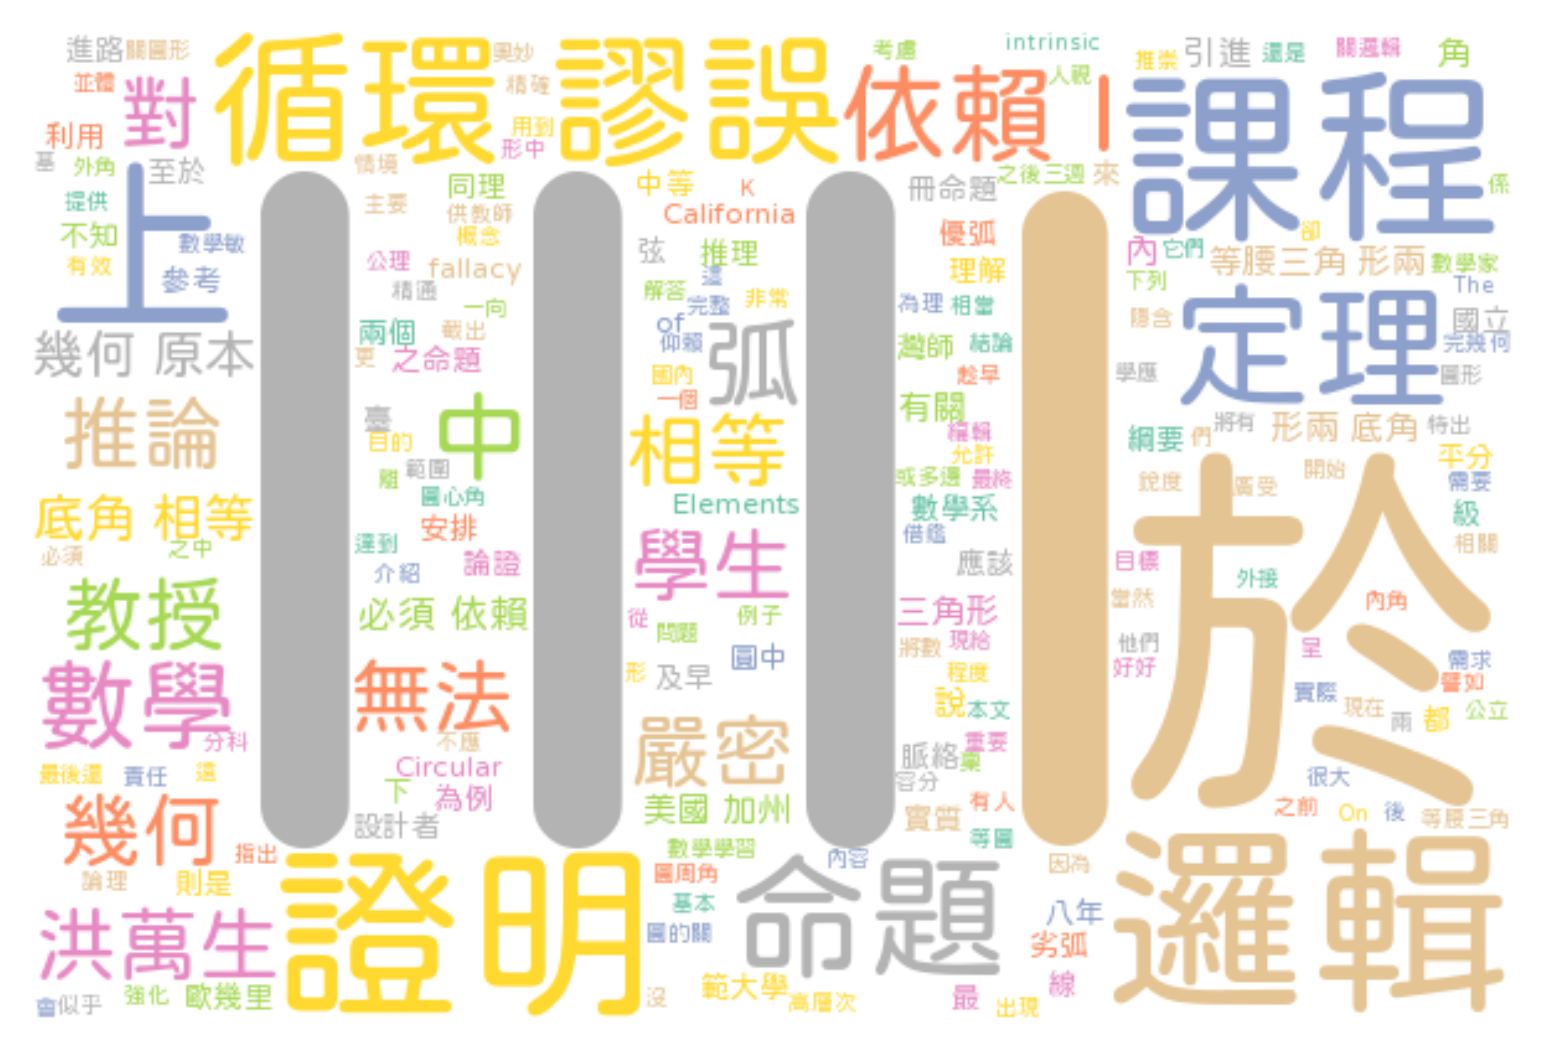 進路 關圓形 循環 奧妙 謬誤 考慮 intrinsic 推崇 引進 還是 關邏輯 角
並體 對 精確 依賴 人視 課程
利用 用到 形中
基 外角 至於 情境 同理 中等 K 冊命題 之後三週 來 係
提供 上 主要 供教師 California
不知 數學敏 概念 弦 推理 優弧 內 它們 卻 等腰三角 形兩 數學家
有效 參考 公理 fallacy 這 理解 下列 The
精通 解答 完整 非常 為理 相當 定理 國立
一向 of 隱含
幾何 原本 兩個 截出 仰賴 弧 灣師 結論 完幾何
更 之命題 國內 趁早 學應 圓形
推論 一個 有關 將有 形兩 底角 特出
臺 中 相等 編輯 綱要 們
目的 允許 平分
離 範圍 或多邊 最終 銳度 廣受 開始 需要
底角 相等 圓心角 Elements 數學系 於 級
安排 借鑑 相關
必須 之中 達到 論證 學生 應該 目標
介紹 外接
教授 必須 依賴 從 例子 三角形 當然 內角
問題 將數 現給 他們 呈
數學 無法 形 及早 圓中 程度 好好 需求
譬如
說 本文 實際 現在 兩 都 公立
分科 不應 嚴密 脈絡 重要
最後還 責任 這 Circular 容分 棄 很大
幾何 下 為例 美國 加州 實質 有人 之前 On 後 等腰三角
設計者 等圓
指出 數學學習 內容 因為
論理 則是 證明 圓周角 命題 邏輯
洪萬生 基本 八年
圓的關 劣弧
會 似乎 強化 歐幾里 沒 範大學 高層次 最 出現 線